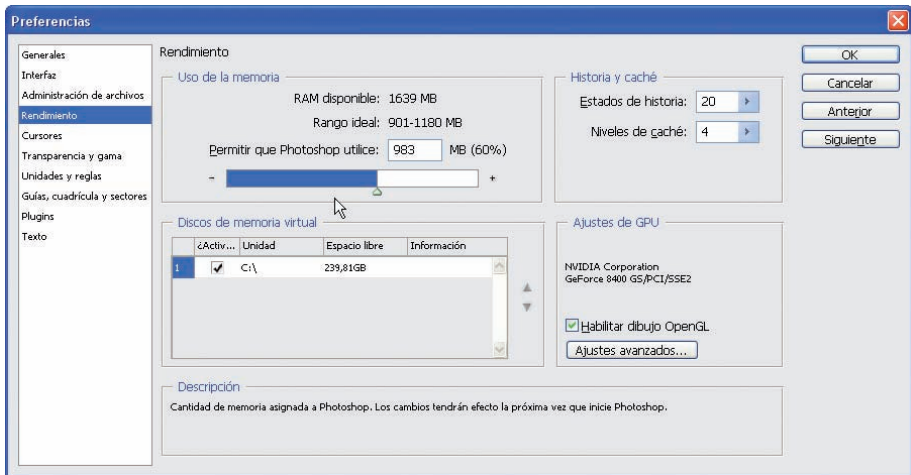 Preferencias
Generales
Interfaz
Administración de archivos
Rendimiento
Cursores
Transparencia y gama
Unidades y reglas
Guías, cuadrícula y sectores
Plugins
Texto
Rendimiento
Uso de la memoria
RAM disponible: 1639 MB
Rango ideal: 901-1180 MB
Permitir que Photoshop utilice: 983 MB (60%)
- +
Historia y caché
Estados de historia: 20
Niveles de caché: 4
OK
Cancelar
Anterior
Siguiente
Discos de memoria virtual
¿Activ... Unidad Espacio libre Información
1 C:\ 239,81GB
Ajustes de GPU
NVIDIA Corporation
GeForce 8400 GS/PCI/SSE2
Habilitar dibujo OpenGL
Ajustes avanzados...
Descripción
Cantidad de memoria asignada a Photoshop. Los cambios tendrán efecto la próxima vez que inicie Photoshop.